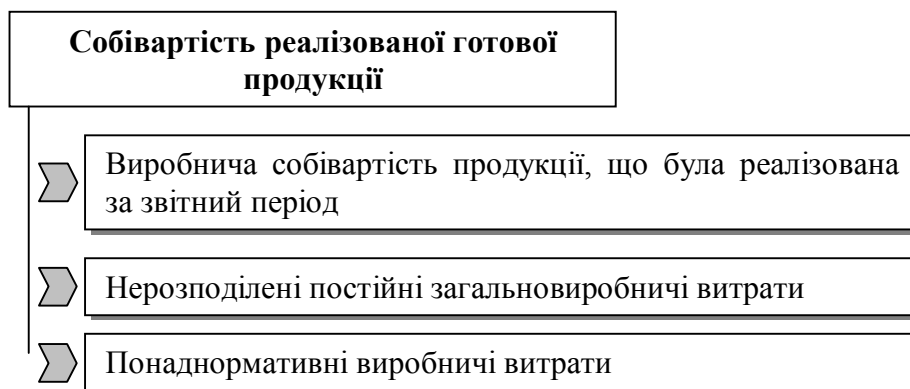 Собівартість реалізованої готової
продукції
Виробнича собівартість продукції, що була реалізована
за звітний період
Нерозподілені постійні загальновиробничі витрати
Понаднормативні виробничі витрати